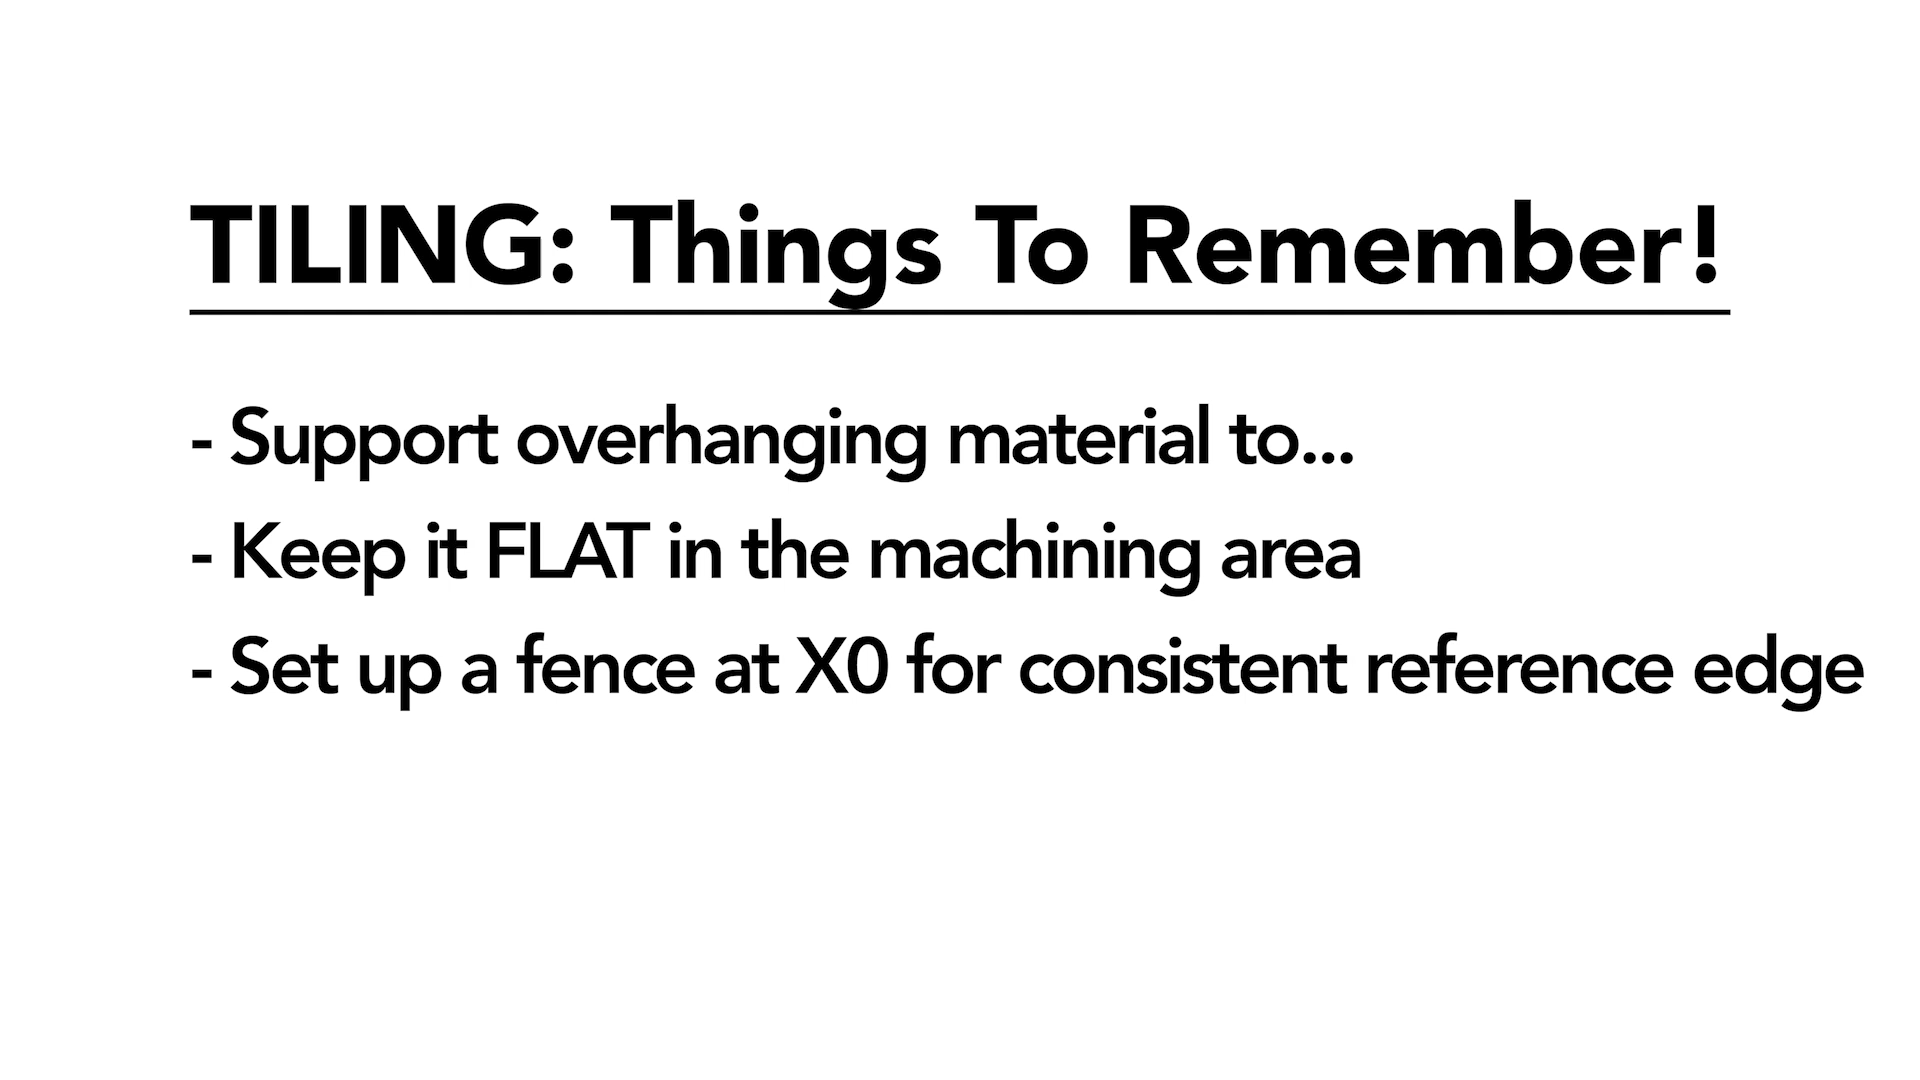 TILING: Things To Remember!
- Support overhanging material to...
- Keep it FLAT in the machining area
- Set up a fence at X0 for consistent reference edge